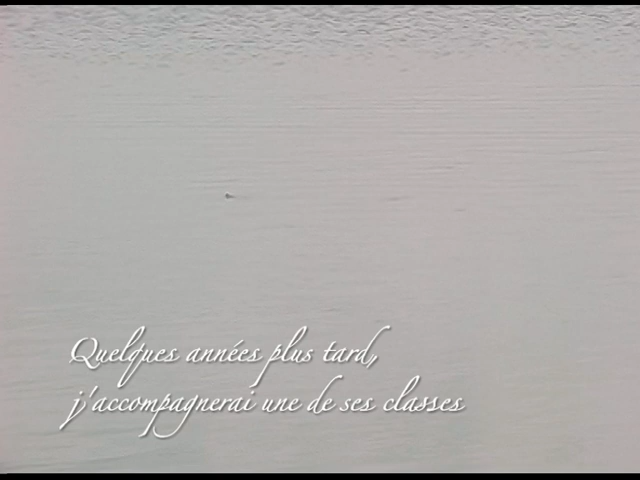 Quelques années plus tard,
j'accompagnerai une de ses classes